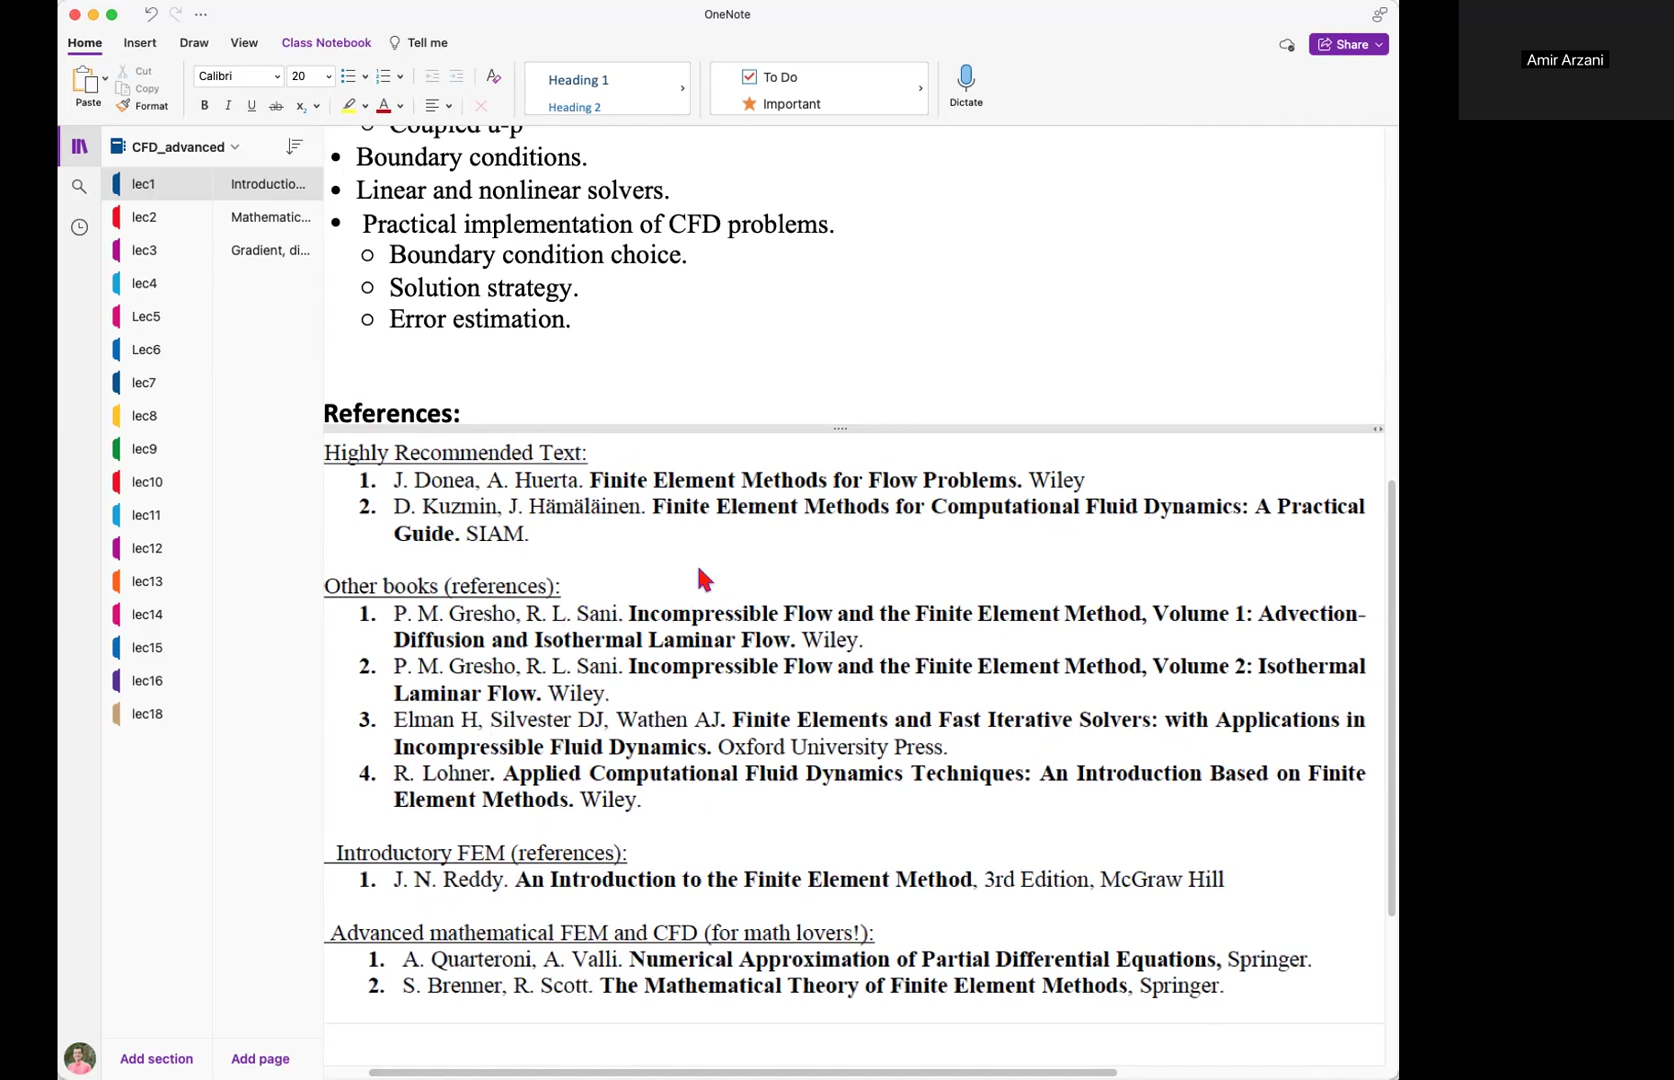 OneNote
Home Insert Draw View Class Notebook Tell me Share
Paste Cut Copy Format Calibri 20 B I U ab x Heading 1 Heading 2 To Do Important Dictate
Amir Arzani
CFD_advanced
lec1
lec2
lec3
lec4
Lec5
Lec6
lec7
lec8
lec9
lec10
lec11
lec12
lec13
lec14
lec15
lec16
lec18
Add section
Introductio...
Mathematic...
Gradient, di...
Add page
Coupled u-p
• Boundary conditions.
• Linear and nonlinear solvers.
• Practical implementation of CFD problems.
○ Boundary condition choice.
○ Solution strategy.
○ Error estimation.
References:
Highly Recommended Text:
1. J. Donea, A. Huerta. Finite Element Methods for Flow Problems. Wiley
2. D. Kuzmin, J. Hämäläinen. Finite Element Methods for Computational Fluid Dynamics: A Practical
Guide. SIAM.
Other books (references):
1. P. M. Gresho, R. L. Sani. Incompressible Flow and the Finite Element Method, Volume 1: Advection-
Diffusion and Isothermal Laminar Flow. Wiley.
2. P. M. Gresho, R. L. Sani. Incompressible Flow and the Finite Element Method, Volume 2: Isothermal
Laminar Flow. Wiley.
3. Elman H, Silvester DJ, Wathen AJ. Finite Elements and Fast Iterative Solvers: with Applications in
Incompressible Fluid Dynamics. Oxford University Press.
4. R. Lohner. Applied Computational Fluid Dynamics Techniques: An Introduction Based on Finite
Element Methods. Wiley.
Introductory FEM (references):
1. J. N. Reddy. An Introduction to the Finite Element Method, 3rd Edition, McGraw Hill
Advanced mathematical FEM and CFD (for math lovers!):
1. A. Quarteroni, A. Valli. Numerical Approximation of Partial Differential Equations, Springer.
2. S. Brenner, R. Scott. The Mathematical Theory of Finite Element Methods, Springer.